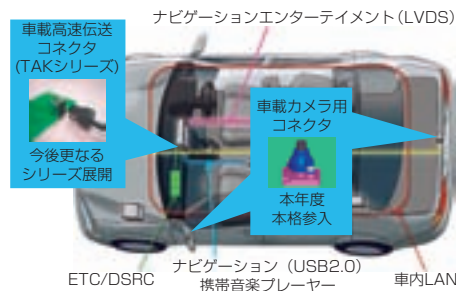 ナビゲーションエンターテイメント(LVDS)
車載高速伝送
コネクタ
(TAKシリーズ)
今後更なる
シリーズ展開
車載カメラ用
コネクタ
本年度
本格参入
ETC/DSRC
ナビゲーション(USB2.0)
携帯音楽プレーヤー
車内LAN